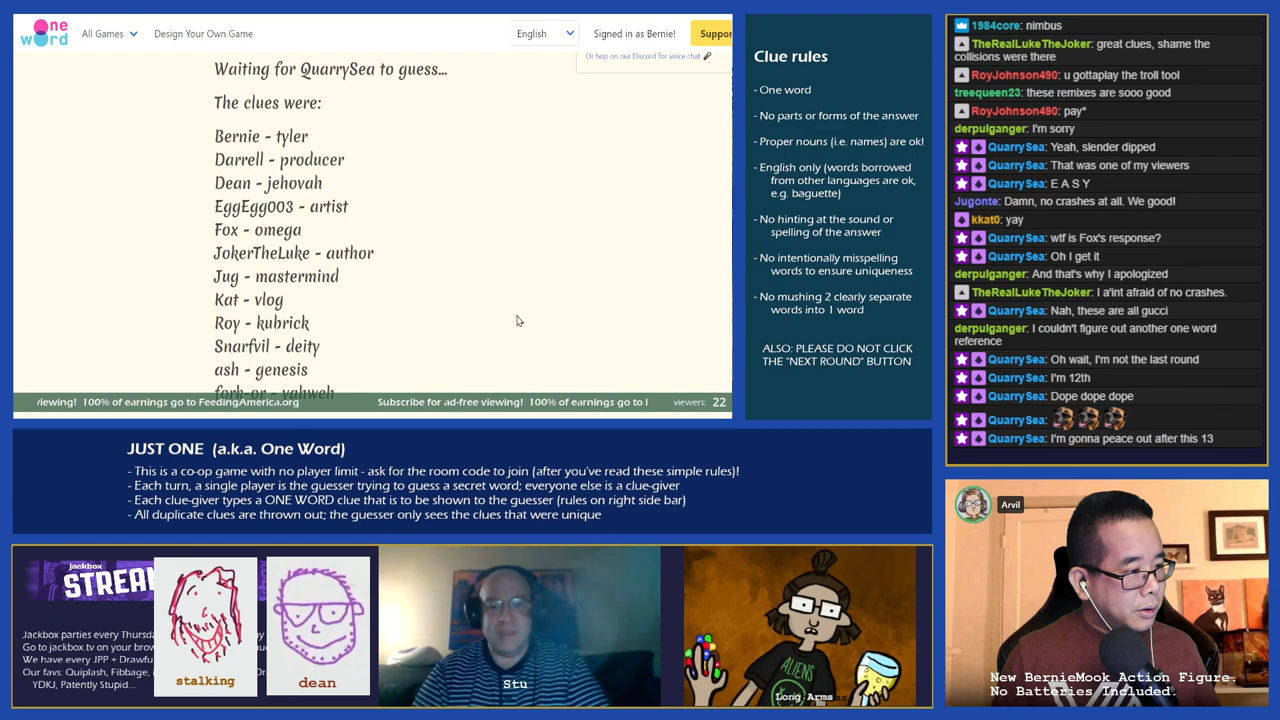 One
word
All Games
Design Your Own Game
English
Signed in as Bernie!
Suppor
Or hop on our Discord for voice chat
Waiting for QuarrySea to guess...
The clues were:
Bernie - tyler
Darrell - producer
Dean - jehovah
EggEgg003 - artist
Fox - omega
JokerTheLuke - author
Jug - mastermind
Kat - vlog
Roy - kubrick
Snarfvil - deity
ash - genesis
fork-or - yahweh
viewing! 100% of earnings go to FeedingAmerica.org
Subscribe for ad-free viewing! 100% of earnings go to
viewers: 22
Clue rules
- One word
- No parts or forms of the answer
- Proper nouns (i.e. names) are ok!
- English only (words borrowed
from other languages are ok,
e.g. baguette)
- No hinting at the sound or
spelling of the answer
- No intentionally misspelling
words to ensure uniqueness
- No mushing 2 clearly separate
words into 1 word
ALSO: PLEASE DO NOT CLICK
THE "NEXT ROUND" BUTTON
JUST ONE (a.k.a. One Word)
- This is a co-op game with no player limit - ask for the room code to join (after you've read these simple rules)!
- Each turn, a single player is the guesser trying to guess a secret word; everyone else is a clue-giver
- Each clue-giver types a ONE WORD clue that is to be shown to the guesser (rules on right side bar)
- All duplicate clues are thrown out; the guesser only sees the clues that were unique
1984core: nimbus
TheRealLukeTheJoker: great clues, shame the
collisions were there
RoyJohnson490: u gottaplay the troll tool
treequeen23: these remixes are sooo good
RoyJohnson490: pay*
derpulganger: I'm sorry
QuarrySea: Yeah, slender dipped
QuarrySea: That was one of my viewers
QuarrySea: E A S Y
Jugonte: Damn, no crashes at all. We good!
kkat0: yay
QuarrySea: wtf is Fox's response?
QuarrySea: Oh I get it
derpulganger: And that's why I apologized
TheRealLukeTheJoker: I a'int afraid of no crashes.
QuarrySea: Nah, these are all gucci
derpulganger: I couldn't figure out another one word
reference
QuarrySea: Oh wait, I'm not the last round
QuarrySea: I'm 12th
QuarrySea: Dope dope dope
QuarrySea:
QuarrySea: I'm gonna peace out after this 13
jackbox
STREA
Jackbox parties every Thursda
Go to jackbox.tv on your brow
We have every JPP + Drawfu
Our favs: Quiplash, Fibbage,
YDKJ, Patently Stupid...
stalking
dean
Stu
ALIENS
Long Arms
Arvil
New BernieMook Action Figur
No Batteries Included.